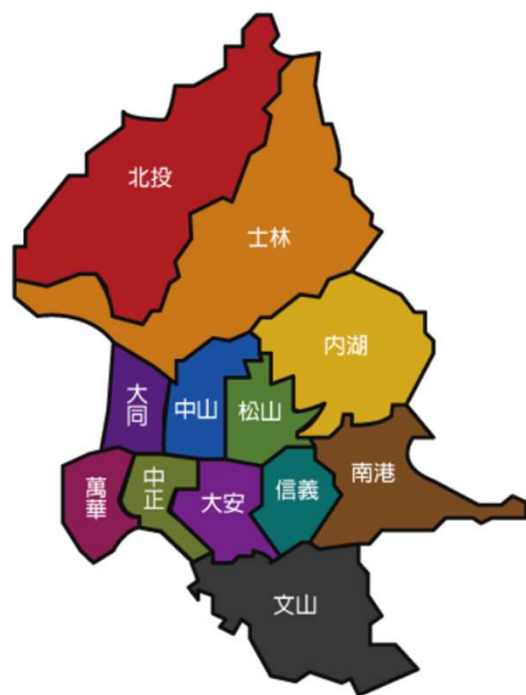 北投
士林
內湖
大同
中山
松山
南港
萬華
中正
大安
信義
文山